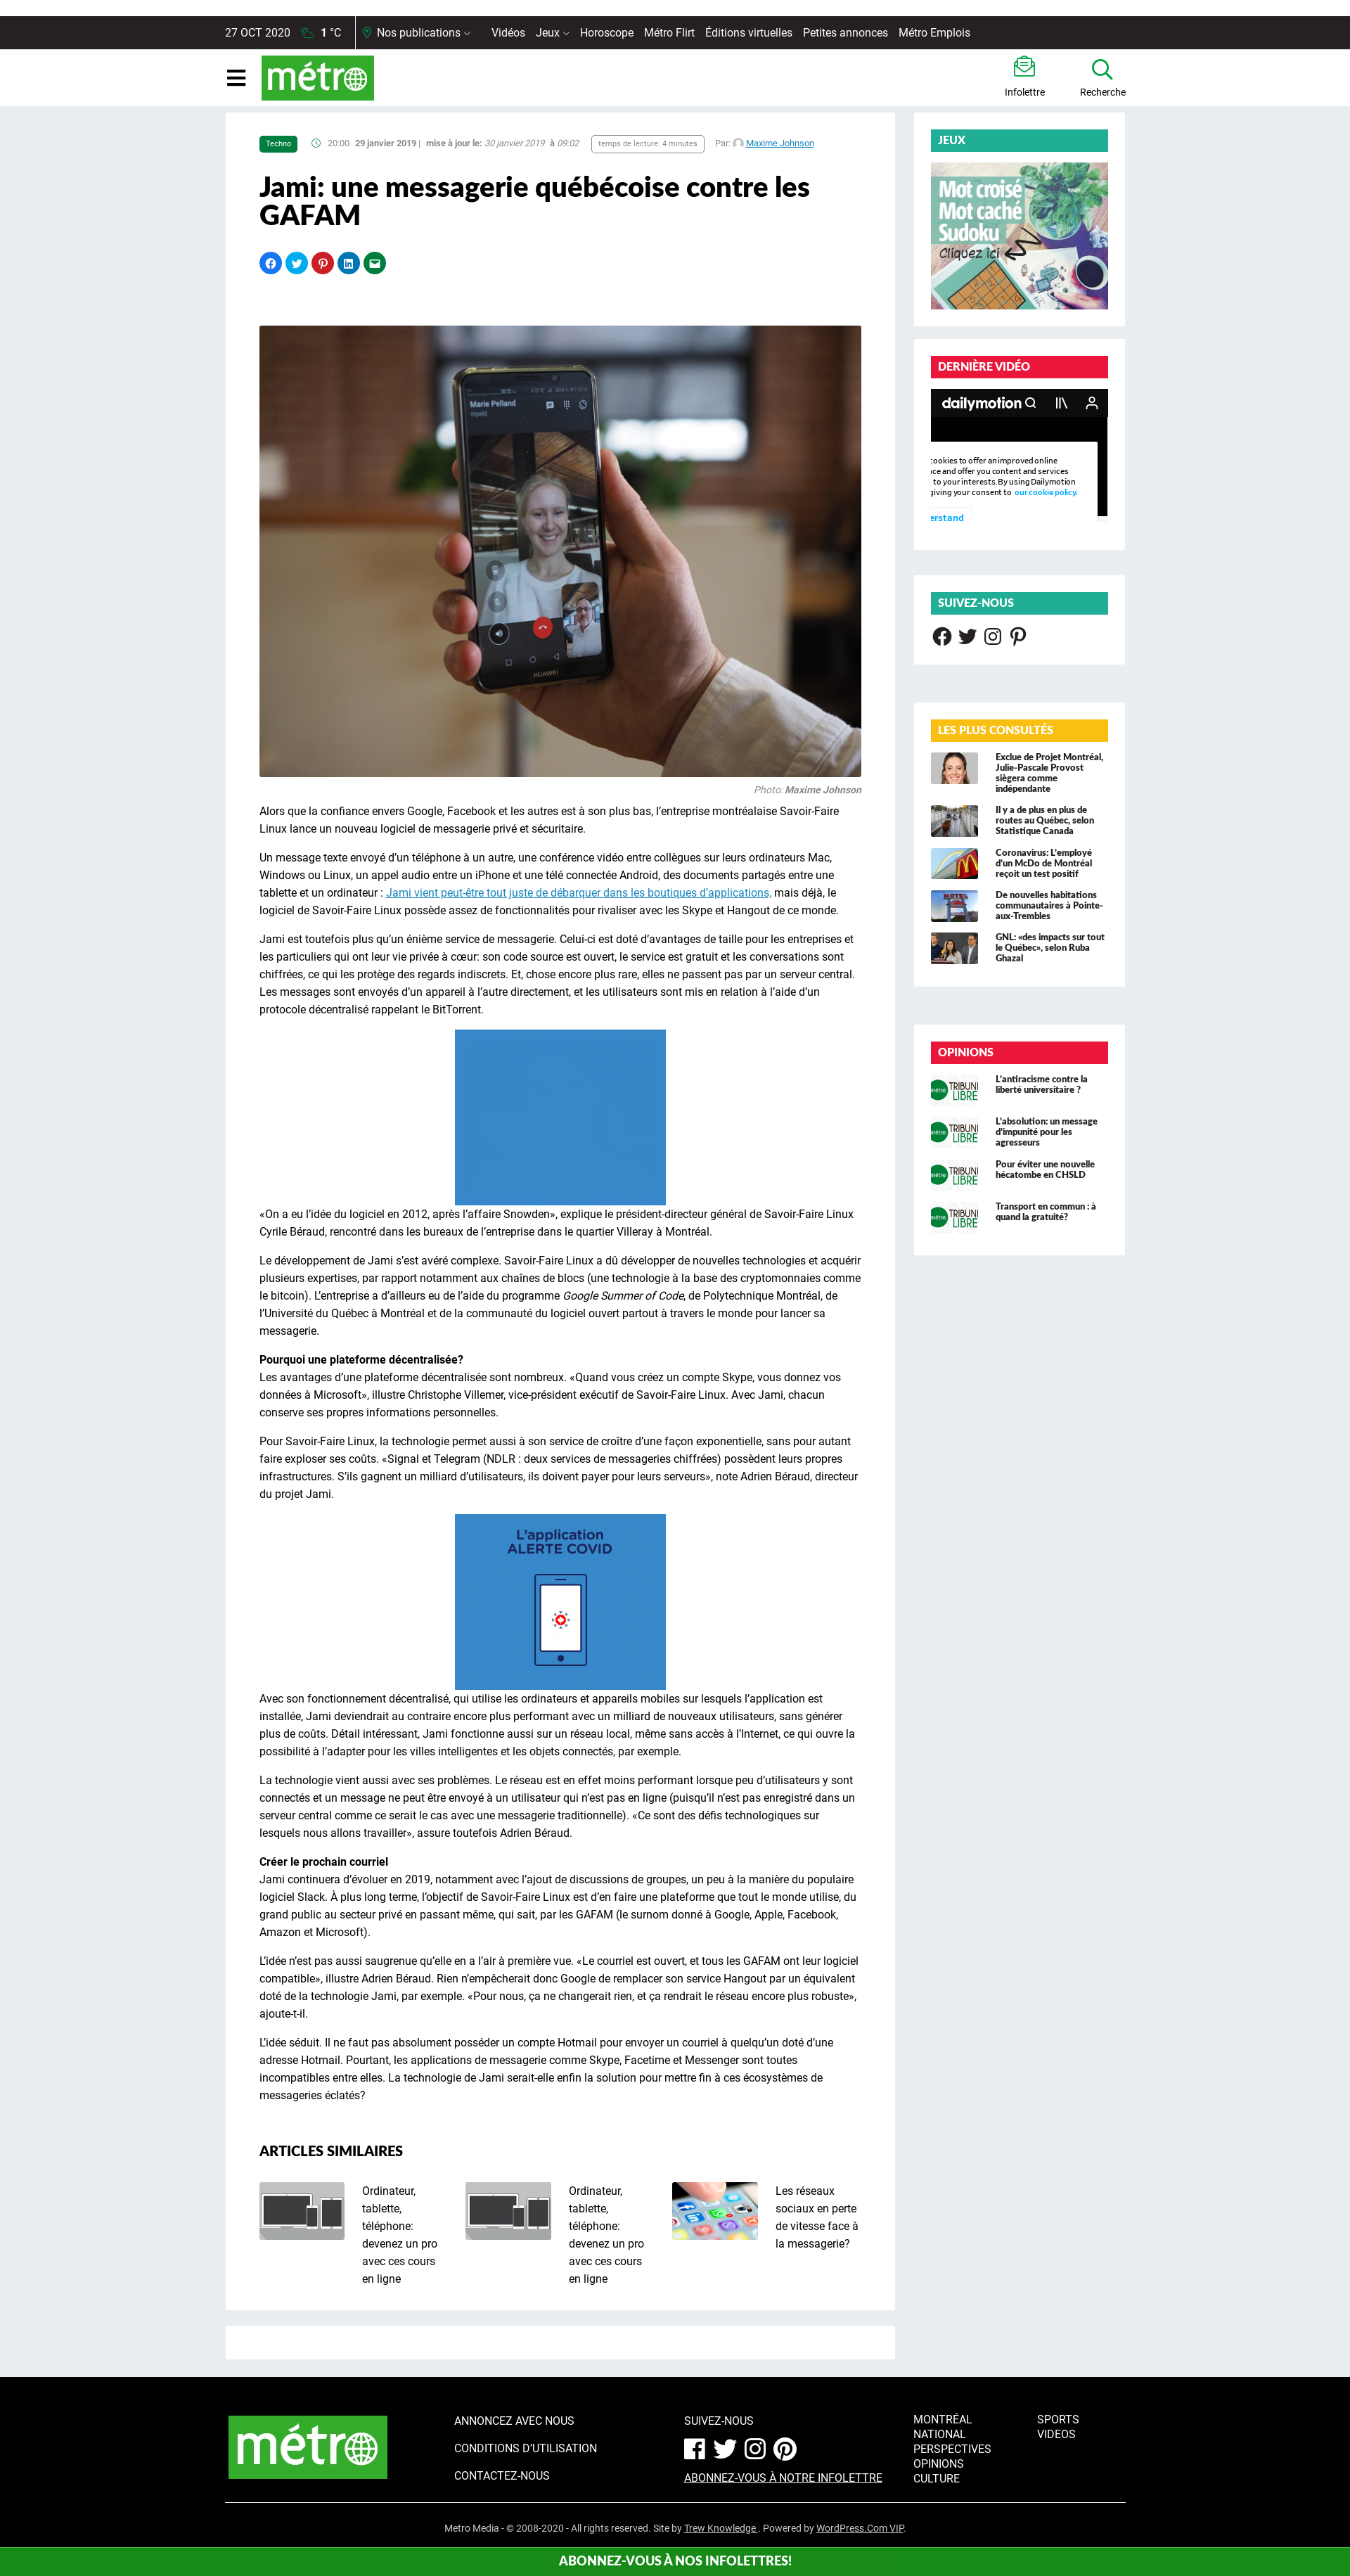 27 OCT 2020 1 °C Nos publications Vidéos Jeux Horoscope Métro Flirt Éditions virtuelles Petites annonces Métro Emplois
métro
Infolettre Recherche
Techno 20:00 29 janvier 2019 | mise à jour le: 30 janvier 2019 à 09:02 temps de lecture: 4 minutes Par: Maxime Johnson
Jami: une messagerie québécoise contre les
GAFAM
Marie Pelland
HUAWEI
Photo: Maxime Johnson
Alors que la confiance envers Google, Facebook et les autres est à son plus bas, l’entreprise montréalaise Savoir-Faire
Linux lance un nouveau logiciel de messagerie privé et sécuritaire.
Un message texte envoyé d’un téléphone à un autre, une conférence vidéo entre collègues sur leurs ordinateurs Mac,
Windows ou Linux, un appel audio entre un iPhone et une télé connectée Android, des documents partagés entre une
tablette et un ordinateur : Jami vient peut-être tout juste de débarquer dans les boutiques d’applications, mais déjà, le
logiciel de Savoir-Faire Linux possède assez de fonctionnalités pour rivaliser avec les Skype et Hangout de ce monde.
Jami est toutefois plus qu’un énième service de messagerie. Celui-ci est doté d’avantages de taille pour les entreprises et
les particuliers qui ont leur vie privée à cœur: son code source est ouvert, le service est gratuit et les conversations sont
chiffrées, ce qui les protège des regards indiscrets. Et, chose encore plus rare, elles ne passent pas par un serveur central.
Les messages sont envoyés d’un appareil à l’autre directement, et les utilisateurs sont mis en relation à l’aide d’un
protocole décentralisé rappelant le BitTorrent.
«On a eu l’idée du logiciel en 2012, après l’affaire Snowden», explique le président-directeur général de Savoir-Faire Linux
Cyrile Béraud, rencontré dans les bureaux de l’entreprise dans le quartier Villeray à Montréal.
Le développement de Jami s’est avéré complexe. Savoir-Faire Linux a dû développer de nouvelles technologies et acquérir
plusieurs expertises, par rapport notamment aux chaînes de blocs (une technologie à la base des cryptomonnaies comme
le bitcoin). L’entreprise a d’ailleurs eu de l’aide du programme Google Summer of Code, de Polytechnique Montréal, de
l’Université du Québec à Montréal et de la communauté du logiciel ouvert partout à travers le monde pour lancer sa
messagerie.
Pourquoi une plateforme décentralisée?
Les avantages d’une plateforme décentralisée sont nombreux. «Quand vous créez un compte Skype, vous donnez vos
données à Microsoft», illustre Christophe Villemer, vice-président exécutif de Savoir-Faire Linux. Avec Jami, chacun
conserve ses propres informations personnelles.
Pour Savoir-Faire Linux, la technologie permet aussi à son service de croître d’une façon exponentielle, sans pour autant
faire exploser ses coûts. «Signal et Telegram (NDLR : deux services de messageries chiffrées) possèdent leurs propres
infrastructures. S’ils gagnent un milliard d’utilisateurs, ils doivent payer pour leurs serveurs», note Adrien Béraud, directeur
du projet Jami.
L’application
ALERTE COVID
Avec son fonctionnement décentralisé, qui utilise les ordinateurs et appareils mobiles sur lesquels l’application est
installée, Jami deviendrait au contraire encore plus performant avec un milliard de nouveaux utilisateurs, sans générer
plus de coûts. Détail intéressant, Jami fonctionne aussi sur un réseau local, même sans accès à l’Internet, ce qui ouvre la
possibilité à l’adapter pour les villes intelligentes et les objets connectés, par exemple.
La technologie vient aussi avec ses problèmes. Le réseau est en effet moins performant lorsque peu d’utilisateurs y sont
connectés et un message ne peut être envoyé à un utilisateur qui n’est pas en ligne (puisqu’il n’est pas enregistré dans un
serveur central comme ce serait le cas avec une messagerie traditionnelle). «Ce sont des défis technologiques sur
lesquels nous allons travailler», assure toutefois Adrien Béraud.
Créer le prochain courriel
Jami continuera d’évoluer en 2019, notamment avec l’ajout de discussions de groupes, un peu à la manière du populaire
logiciel Slack. À plus long terme, l’objectif de Savoir-Faire Linux est d’en faire une plateforme que tout le monde utilise, du
grand public au secteur privé en passant même, qui sait, par les GAFAM (le surnom donné à Google, Apple, Facebook,
Amazon et Microsoft).
L’idée n’est pas aussi saugrenue qu’elle en a l’air à première vue. «Le courriel est ouvert, et tous les GAFAM ont leur logiciel
compatible», illustre Adrien Béraud. Rien n’empêcherait donc Google de remplacer son service Hangout par un équivalent
doté de la technologie Jami, par exemple. «Pour nous, ça ne changerait rien, et ça rendrait le réseau encore plus robuste»,
ajoute-t-il.
L’idée séduit. Il ne faut pas absolument posséder un compte Hotmail pour envoyer un courriel à quelqu’un doté d’une
adresse Hotmail. Pourtant, les applications de messagerie comme Skype, Facetime et Messenger sont toutes
incompatibles entre elles. La technologie de Jami serait-elle enfin la solution pour mettre fin à ces écosystèmes de
messageries éclatés?
ARTICLES SIMILAIRES
Ordinateur,
tablette,
téléphone:
devenez un pro
avec ces cours
en ligne
Ordinateur,
tablette,
téléphone:
devenez un pro
avec ces cours
en ligne
Les réseaux
sociaux en perte
de vitesse face à
la messagerie?
JEUX
Mot croisé
Mot caché
Sudoku
Cliquez ici
DERNIÈRE VIDÉO
dailymotion
cookies to offer an improved online
ce and offer you content and services
to your interests. By using Dailymotion
giving your consent to our cookie policy.
erstand
SUIVEZ-NOUS
LES PLUS CONSULTÉS
Exclue de Projet Montréal,
Julie-Pascale Provost
siègera comme
indépendante
Il y a de plus en plus de
routes au Québec, selon
Statistique Canada
Coronavirus: L’employé
d’un McDo de Montréal
reçoit un test positif
MOTEL
De nouvelles habitations
communautaires à Pointe-
aux-Trembles
GNL: «des impacts sur tout
le Québec», selon Ruba
Ghazal
OPINIONS
métro TRIBUNE LIBRE
L’antiracisme contre la
liberté universitaire ?
métro TRIBUNE LIBRE
L’absolution: un message
d’impunité pour les
agresseurs
métro TRIBUNE LIBRE
Pour éviter une nouvelle
hécatombe en CHSLD
métro TRIBUNE LIBRE
Transport en commun : à
quand la gratuité?
métro
ANNONCEZ AVEC NOUS
CONDITIONS D’UTILISATION
CONTACTEZ-NOUS
SUIVEZ-NOUS
ABONNEZ-VOUS À NOTRE INFOLETTRE
MONTRÉAL
NATIONAL
PERSPECTIVES
OPINIONS
CULTURE
SPORTS
VIDEOS
Metro Media - © 2008-2020 - All rights reserved. Site by Trew Knowledge . Powered by WordPress.Com VIP.
ABONNEZ-VOUS À NOS INFOLETTRES!